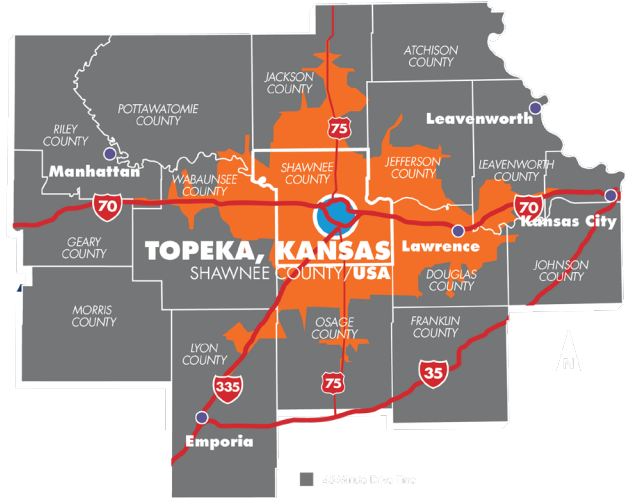 ATCHISON
COUNTY
JACKSON
COUNTY
POTTAWATOMIE
COUNTY
Leavenworth
75
RILEY
COUNTY
Manhattan
WABAUNSEE
COUNTY
SHAWNEE
COUNTY
JEFFERSON
COUNTY
LEAVENWORTH
COUNTY
70
70
Kansas City
GEARY
COUNTY
TOPEKA, KANSAS
SHAWNEE COUNTY/USA
Lawrence
DOUGLAS
COUNTY
JOHNSON
COUNTY
MORRIS
COUNTY
LYON
COUNTY
OSAGE
COUNTY
FRANKLIN
COUNTY
335
75
35
N
Emporia